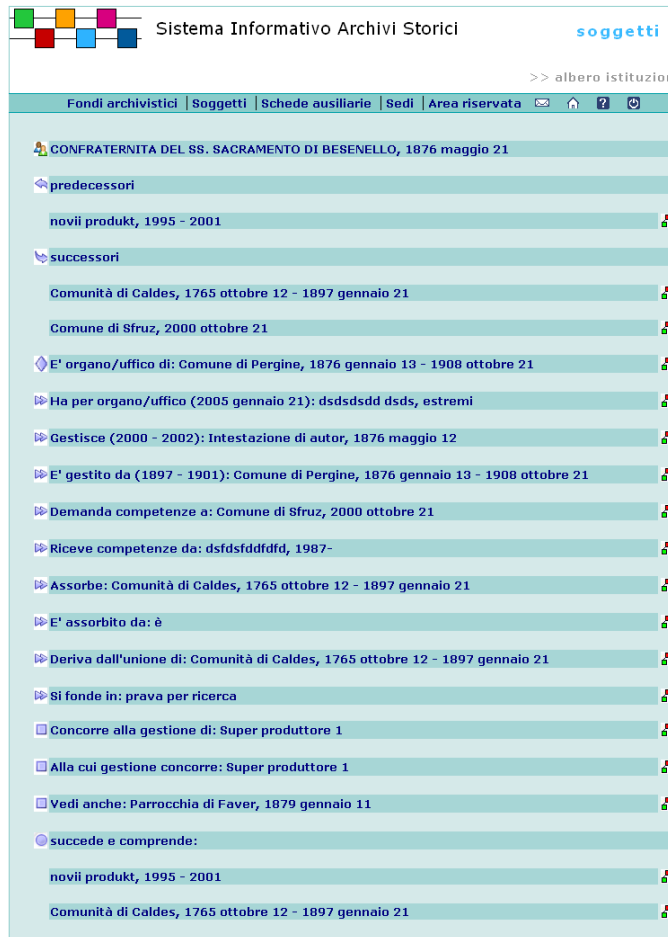 Sistema Informativo Archivi Storici
soggetti
>> albero istituzion
Fondi archivistici | Soggetti | Schede ausiliarie | Sedi | Area riservata
CONFRATERNITA DEL SS. SACRAMENTO DI BESENELLO, 1876 maggio 21
predecessori
novii produkt, 1995 - 2001
successori
Comunità di Caldes, 1765 ottobre 12 - 1897 gennaio 21
Comune di Sfruz, 2000 ottobre 21
E' organo/uffico di: Comune di Pergine, 1876 gennaio 13 - 1908 ottobre 21
Ha per organo/uffico (2005 gennaio 21): dsdsdsdd dsds, estremi
Gestisce (2000 - 2002): Intestazione di autor, 1876 maggio 12
E' gestito da (1897 - 1901): Comune di Pergine, 1876 gennaio 13 - 1908 ottobre 21
Demanda competenze a: Comune di Sfruz, 2000 ottobre 21
Riceve competenze da: dsfdsfddfdfd, 1987-
Assorbe: Comunità di Caldes, 1765 ottobre 12 - 1897 gennaio 21
E' assorbito da: è
Deriva dall'unione di: Comunità di Caldes, 1765 ottobre 12 - 1897 gennaio 21
Si fonde in: prava per ricerca
Concorre alla gestione di: Super produttore 1
Alla cui gestione concorre: Super produttore 1
Vedi anche: Parrocchia di Faver, 1879 gennaio 11
succede e comprende:
novii produkt, 1995 - 2001
Comunità di Caldes, 1765 ottobre 12 - 1897 gennaio 21